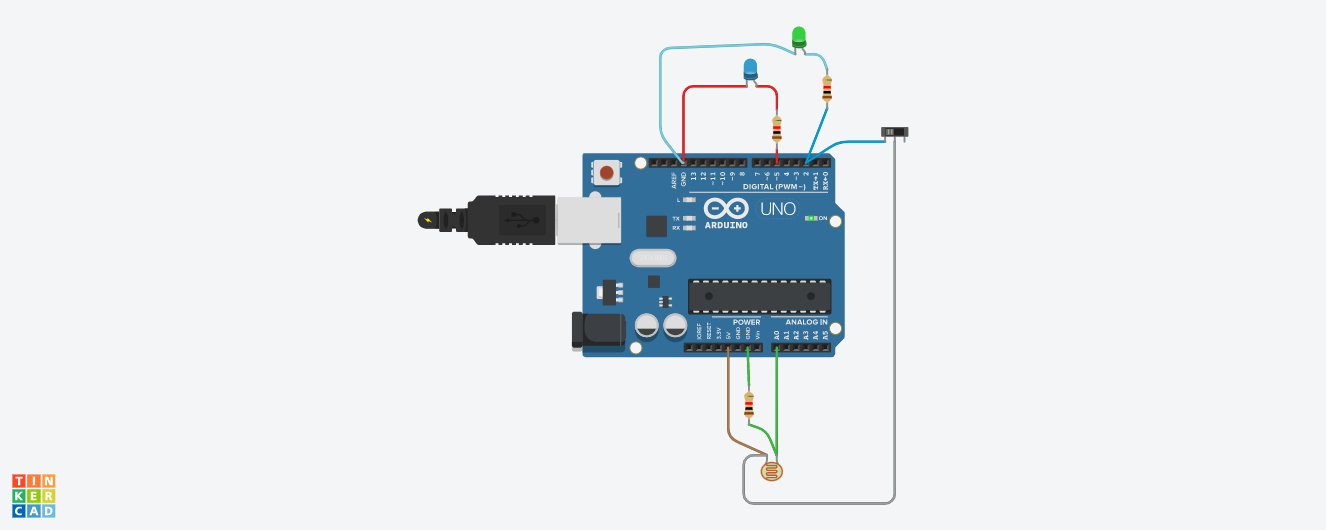 AREF
GND
13
12
~11
~10
~9
8
7
~6
~5
4
~3
2
TX→1
RX←0
DIGITAL (PWM~)
L
TX
RX
UNO
ARDUINO
ON
POWER
ANALOG IN
IOREF
RESET
3.3V
5V
GND
GND
Vin
A0
A1
A2
A3
A4
A5
TIN
KER
CAD